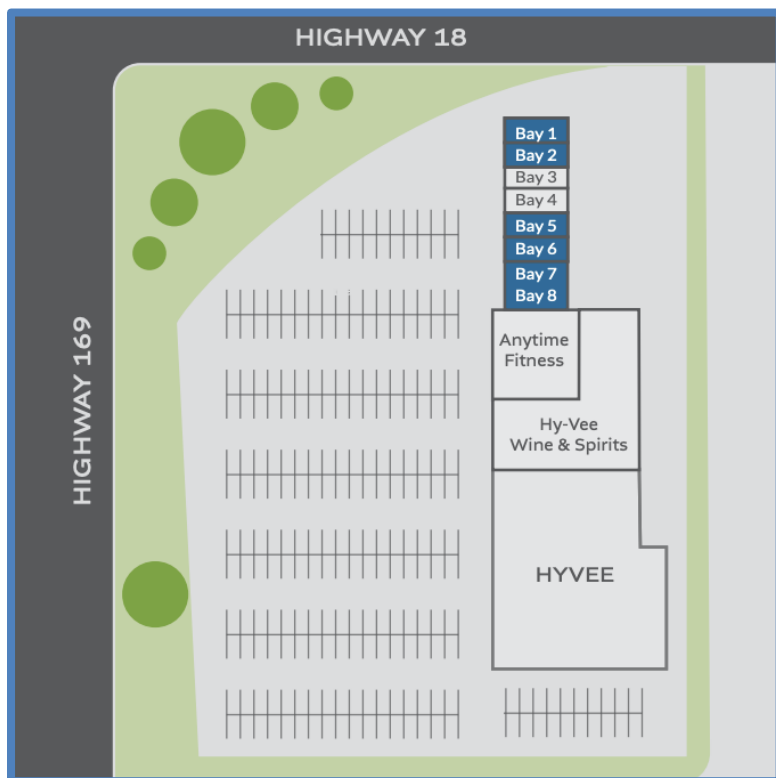 HIGHWAY 18
HIGHWAY 169
Bay 1
Bay 2
Bay 3
Bay 4
Bay 5
Bay 6
Bay 7
Bay 8
Anytime
Fitness
Hy-Vee
Wine & Spirits
HYVEE